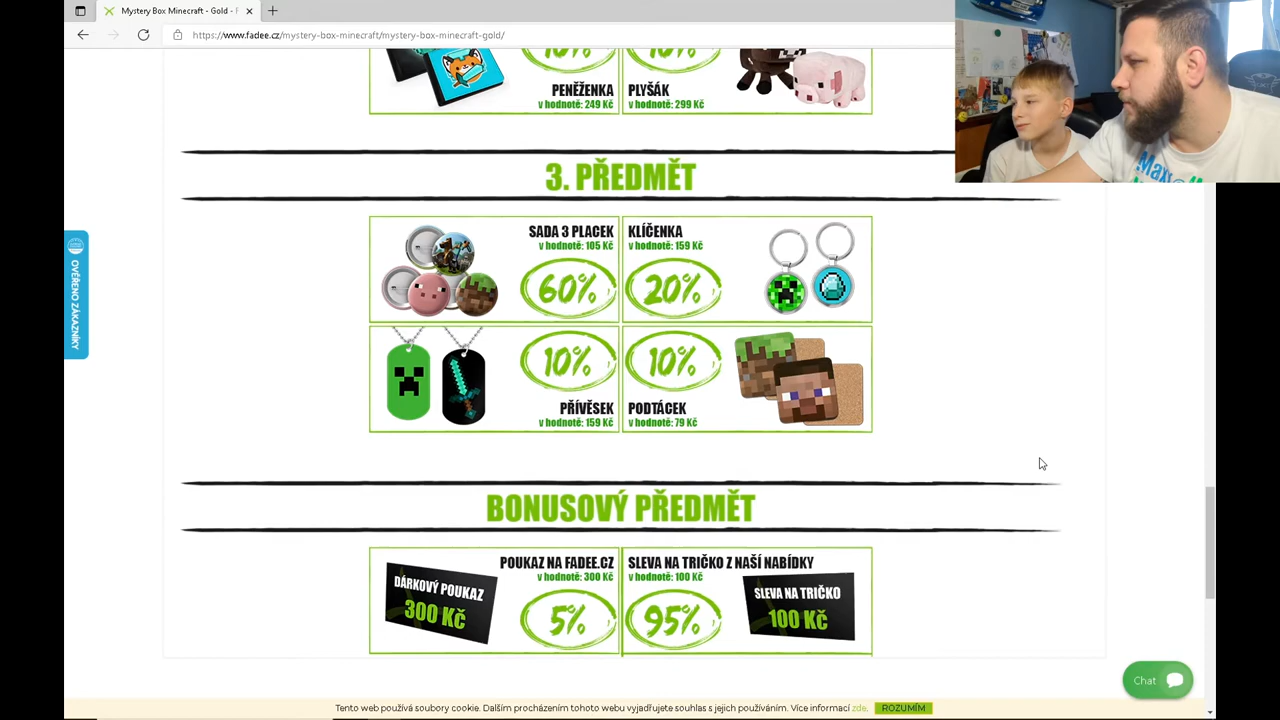 Mystery Box Minecraft - Gold - F
https://www.fadee.cz/mystery-box-minecraft/mystery-box-minecraft-gold/
10%
10%
PENĚŽENKA
v hodnotě: 249 Kč
PLYŠÁK
v hodnotě: 299 Kč
3. PŘEDMĚT
SADA 3 PLACEK
v hodnotě: 105 Kč
60%
KLÍČENKA
v hodnotě: 159 Kč
20%
10%
PŘÍVĚSEK
v hodnotě: 159 Kč
10%
PODTÁCEK
v hodnotě: 79 Kč
OVĚŘENO ZÁKAZNÍKY
BONUSOVÝ PŘEDMĚT
POUKAZ NA FADEE.CZ
v hodnotě: 300 Kč
DÁRKOVÝ POUKAZ
300 Kč
5%
SLEVA NA TRIČKO Z NAŠÍ NABÍDKY
v hodnotě: 100 Kč
95%
SLEVA NA TRIČKO
100 Kč
Chat
Tento web používá soubory cookie. Dalším procházením tohoto webu vyjadřujete souhlas s jejich používáním. Více informací zde.
ROZUMÍM